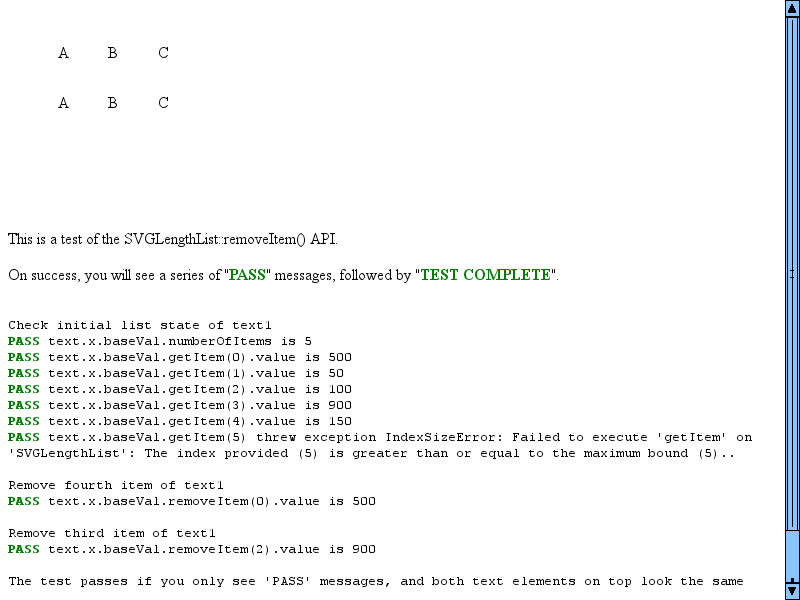 A B C
A B C
This is a test of the SVGLengthList::removeItem() API.
On success, you will see a series of "PASS" messages, followed by "TEST COMPLETE".
Check initial list state of text1
PASS text.x.baseVal.numberOfItems is 5
PASS text.x.baseVal.getItem(0).value is 500
PASS text.x.baseVal.getItem(1).value is 50
PASS text.x.baseVal.getItem(2).value is 100
PASS text.x.baseVal.getItem(3).value is 900
PASS text.x.baseVal.getItem(4).value is 150
PASS text.x.baseVal.getItem(5) threw exception IndexSizeError: Failed to execute 'getItem' on
'SVGLengthList': The index provided (5) is greater than or equal to the maximum bound (5)..
Remove fourth item of text1
PASS text.x.baseVal.removeItem(0).value is 500
Remove third item of text1
PASS text.x.baseVal.removeItem(2).value is 900
The test passes if you only see 'PASS' messages, and both text elements on top look the same